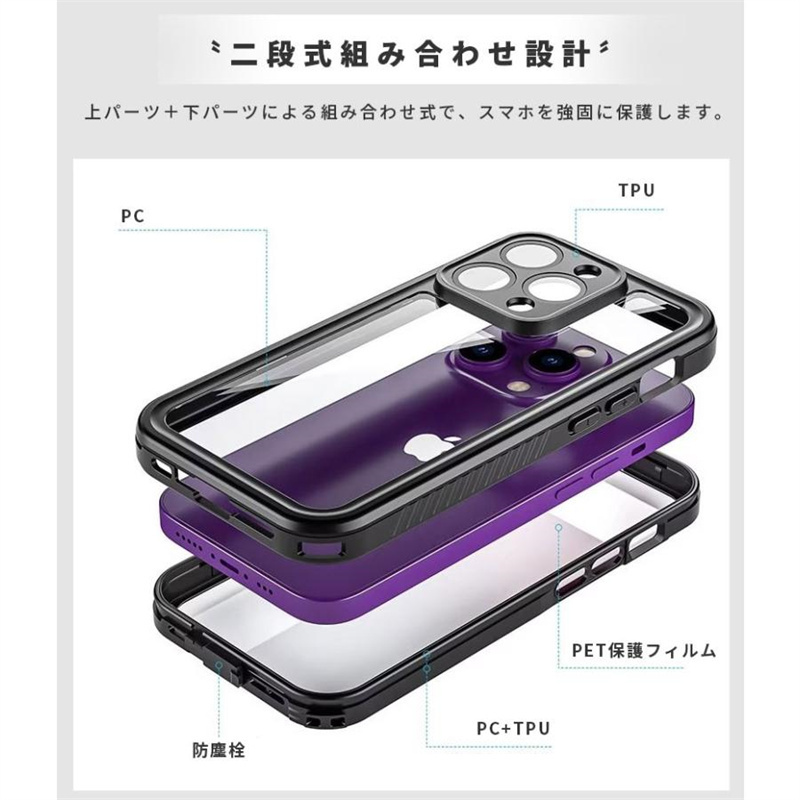 〝二段式組み合わせ設計〞
上パーツ＋下パーツによる組み合わせ式で、スマホを強固に保護します。
TPU
PC
PET保護フィルム
PC+TPU
防塵栓